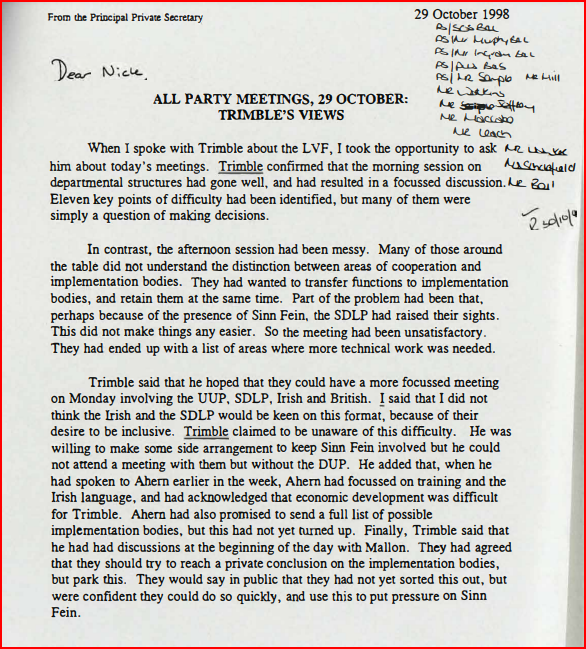 From the Principal Private Secretary
29 October 1998
PS/SOSBAL
PS/Mr Murphy Bal
PS/Mr Ingram Bal
PS/PUS Bas
PS/Mr Semple Mr Hill
Mr Watkins
Mr Jeffrey
Mr Maccabe
Mr Leach
Dear Nick.
ALL PARTY MEETINGS, 29 OCTOBER:
TRIMBLE'S VIEWS
When I spoke with Trimble about the LVF, I took the opportunity to ask
him about today's meetings. Trimble confirmed that the morning session on
departmental structures had gone well, and had resulted in a focussed discussion. Mr Bell
Eleven key points of difficulty had been identified, but many of them were
simply a question of making decisions.
In contrast, the afternoon session had been messy. Many of those around
the table did not understand the distinction between areas of cooperation and
implementation bodies. They had wanted to transfer functions to implementation
bodies, and retain them at the same time. Part of the problem had been that,
perhaps because of the presence of Sinn Fein, the SDLP had raised their sights.
This did not make things any easier. So the meeting had been unsatisfactory.
They had ended up with a list of areas where more technical work was needed.
Trimble said that he hoped that they could have a more focussed meeting
on Monday involving the UUP, SDLP, Irish and British. I said that I did not
think the Irish and the SDLP would be keen on this format, because of their
desire to be inclusive. Trimble claimed to be unaware of this difficulty. He was
willing to make some side arrangement to keep Sinn Fein involved but he could
not attend a meeting with them but without the DUP. He added that, when he
had spoken to Ahern earlier in the week, Ahern had focussed on training and the
Irish language, and had acknowledged that economic development was difficult
for Trimble. Ahern had also promised to send a full list of possible
implementation bodies, but this had not yet turned up. Finally, Trimble said that
he had had discussions at the beginning of the day with Mallon. They had agreed
that they should try to reach a private conclusion on the implementation bodies,
but park this. They would say in public that they had not yet sorted this out, but
were confident they could do so quickly, and use this to put pressure on Sinn
Fein.